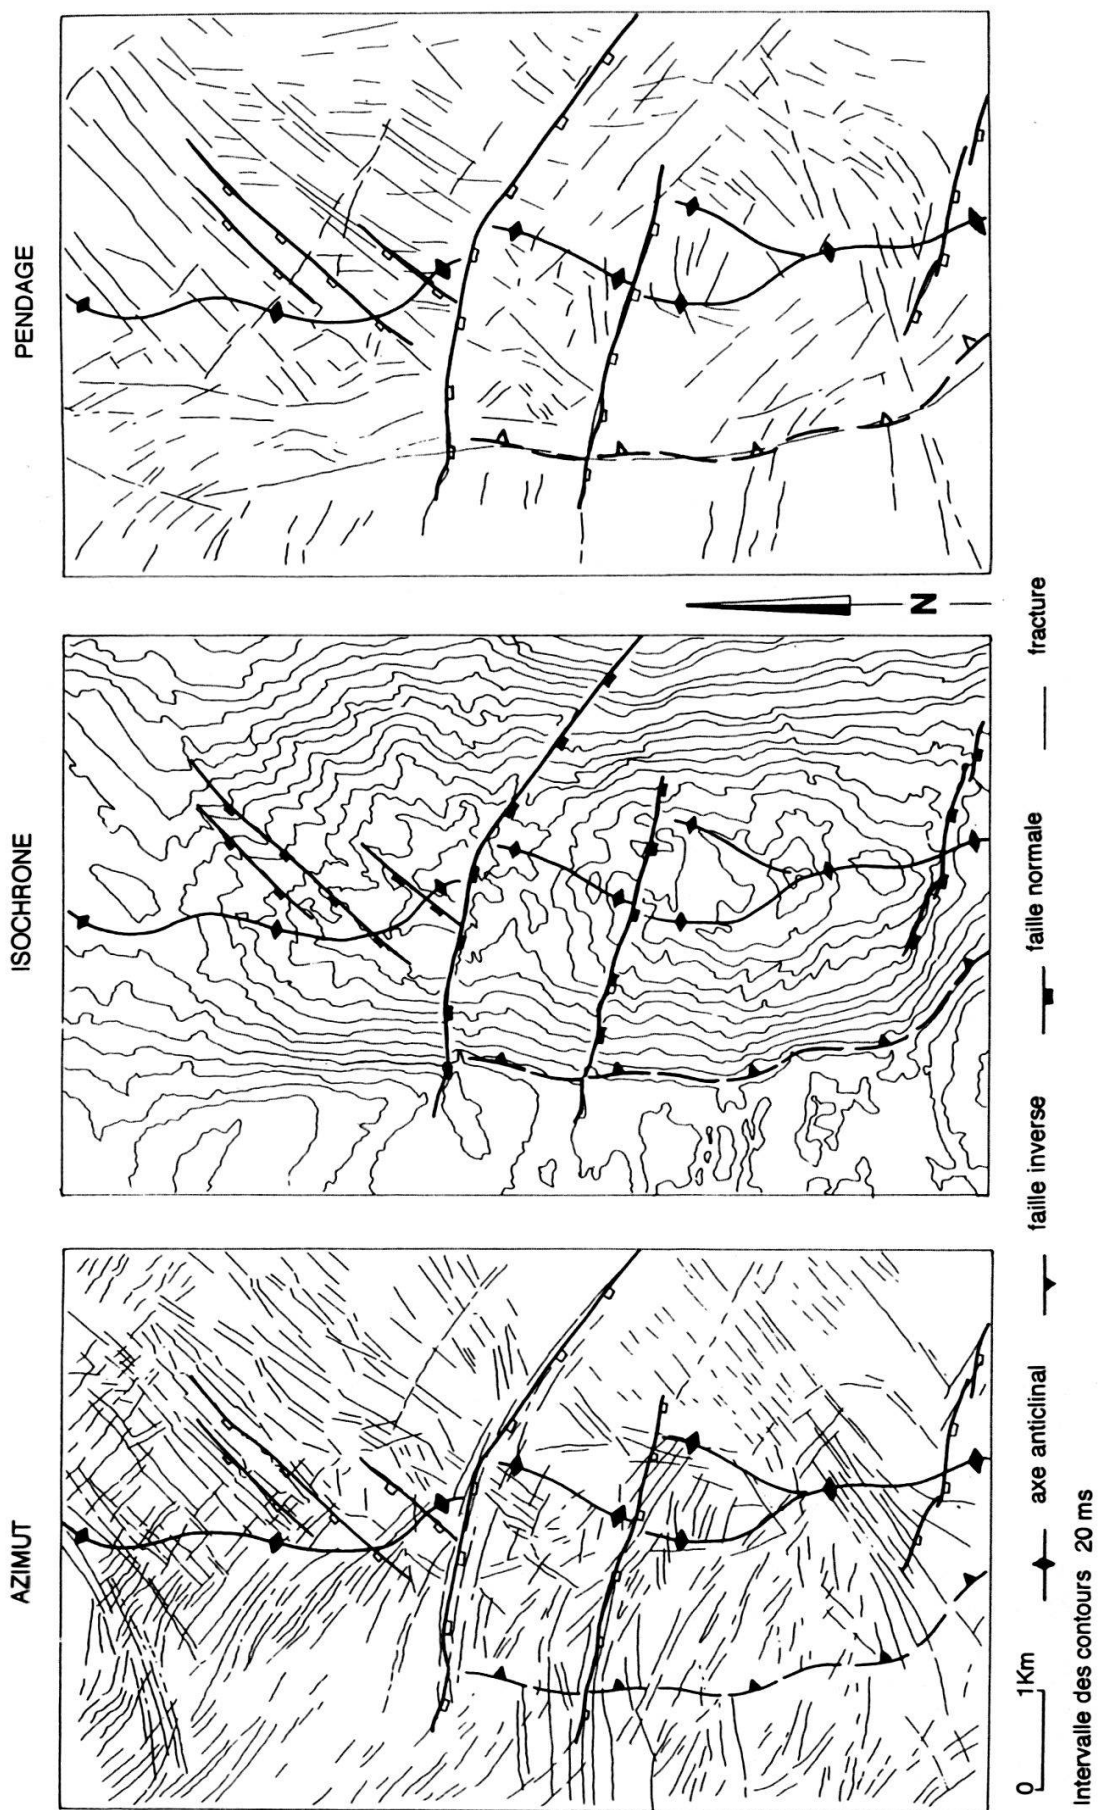 AZIMUT
ISOCHRONE
PENDAGE
N
0 1Km axe anticlinal faille inverse faille normale fracture
Intervalle des contours 20 ms